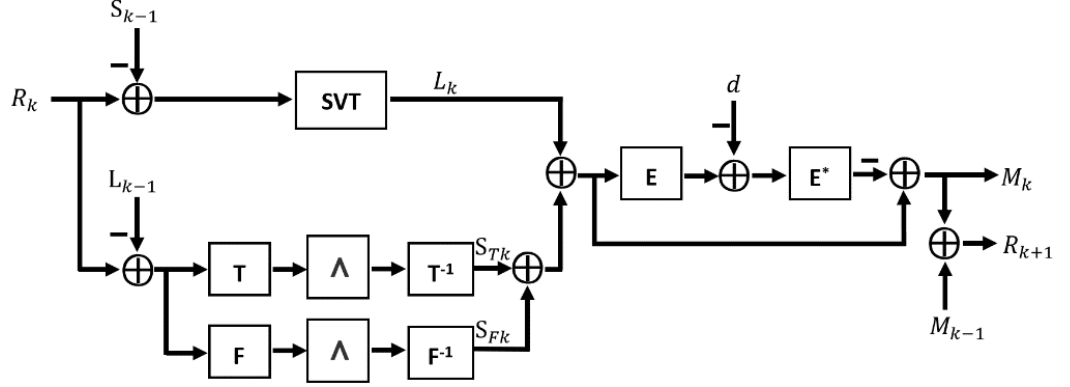 S_{k-1}
R_k
SVT
L_k
d
L_{k-1}
E
E*
M_k
T
Λ
T^{-1}
S_{Tk}
R_{k+1}
M_{k-1}
F
Λ
F^{-1}
S_{Fk}